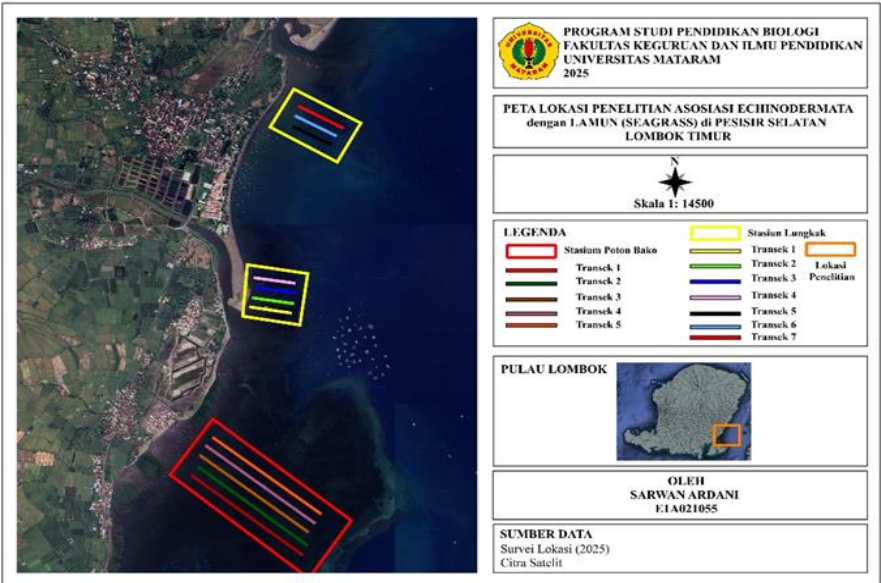 UNIVERSITAS
MATARAM
PROGRAM STUDI PENDIDIKAN BIOLOGI
FAKULTAS KEGURUAN DAN ILMU PENDIDIKAN
UNIVERSITAS MATARAM
2025
PETA LOKASI PENELITIAN ASOSIASI ECHINODERMATA
dengan LAMUN (SEAGRASS) di PESISIR SELATAN
LOMBOK TIMUR
N
Skala 1: 14500
LEGENDA
Stasium Poton Bako
Transek 1
Transek 2
Transek 3
Transek 4
Transek 5
Stasiun Lungkak
Transek 1
Transek 2
Transek 3
Transek 4
Transek 5
Transek 6
Transek 7
Lokasi
Penelitian
PULAU LOMBOK
OLEH
SARWAN ARDANI
E1A021055
SUMBER DATA
Survei Lokasi (2025)
Citra Satelit